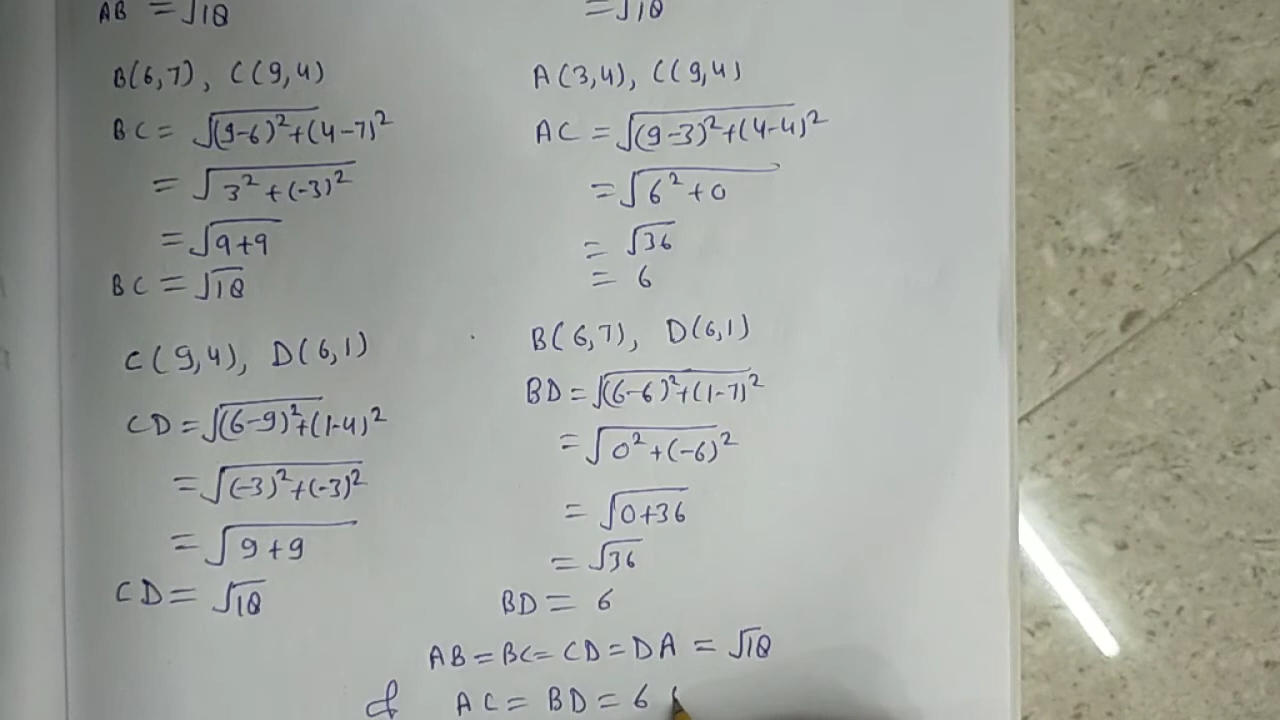 AB = √18
= √18
B(6,7), C(9,4)
BC = √(9-6)²+(4-7)²
= √3²+(-3)²
= √9+9
BC = √18
A(3,4), C(9,4)
AC = √(9-3)²+(4-4)²
= √6²+0
= √36
= 6
C(9,4), D(6,1)
CD = √(6-9)²+(1-4)²
= √(-3)²+(-3)²
= √9+9
CD = √18
B(6,7), D(6,1)
BD = √(6-6)²+(1-7)²
= √0²+(-6)²
= √0+36
= √36
BD = 6
AB = BC = CD = DA = √18
& AC = BD = 6